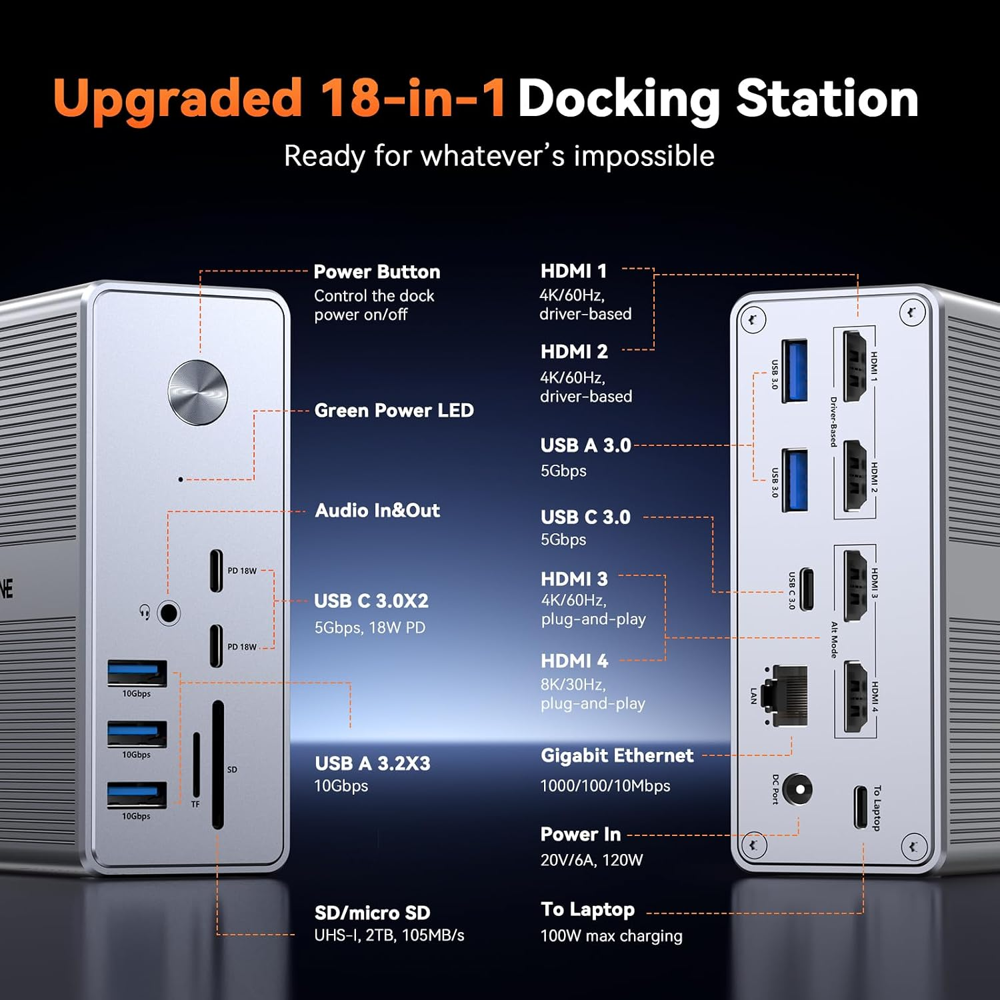 Upgraded 18-in-1 Docking Station
Ready for whatever's impossible
Power Button
Control the dock
power on/off
Green Power LED
Audio In&Out
USB C 3.0X2
5Gbps, 18W PD
USB A 3.2X3
10Gbps
SD/micro SD
UHS-I, 2TB, 105MB/s
PD 18W
PD 18W
10Gbps
10Gbps
10Gbps
TF
SD
HDMI 1
4K/60Hz,
driver-based
HDMI 2
4K/60Hz,
driver-based
USB A 3.0
5Gbps
USB C 3.0
5Gbps
HDMI 3
4K/60Hz,
plug-and-play
HDMI 4
8K/30Hz,
plug-and-play
Gigabit Ethernet
1000/100/10Mbps
Power In
20V/6A, 120W
To Laptop
100W max charging
USB 3.0
USB 3.0
USB C 3.0
LAN
DC Port
HDMI 1
Driver-Based
HDMI 2
HDMI 3
Alt Mode
HDMI 4
To Laptop